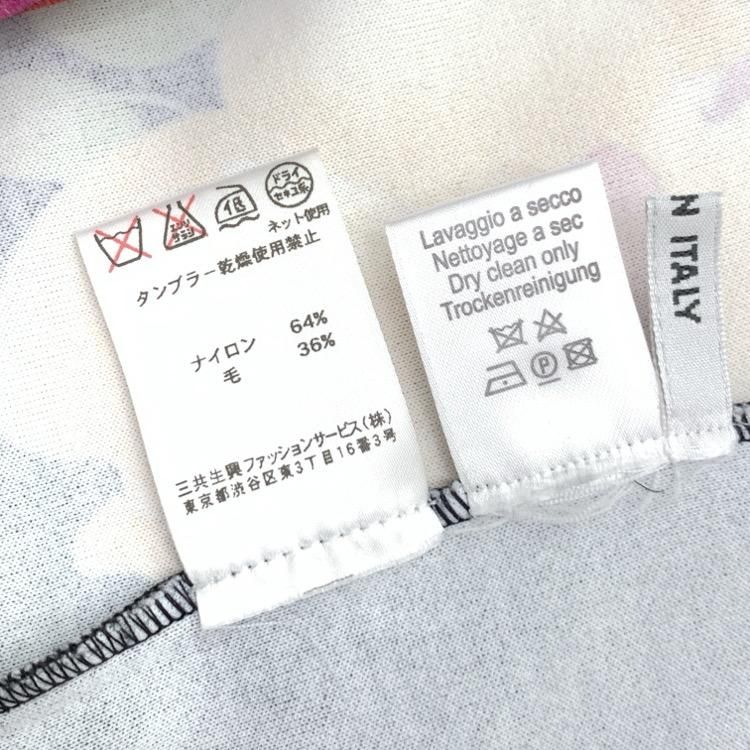 エンソ
サラシ
低
ドライ
セキユ系
ネット使用
タンブラー乾燥使用禁止
ナイロン 64%
毛 36%
三共生興ファッションサービス(株)
東京都渋谷区東3丁目16番3号
Lavaggio a secco
Nettoyage a sec
Dry clean only
Trockenreinigung
P
N ITALY